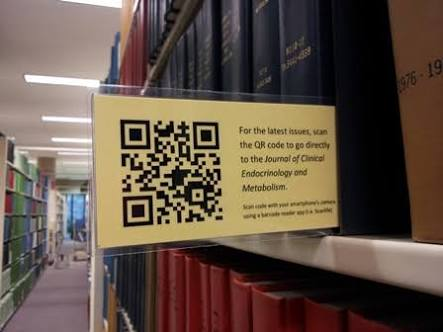 For the latest issues, scan
the QR code to go directly
to the Journal of Clinical
Endocrinology and
Metabolism.
Scan code with your smartphone's camera
using a barcode reader app (i.e. Scanlife).
1976 -